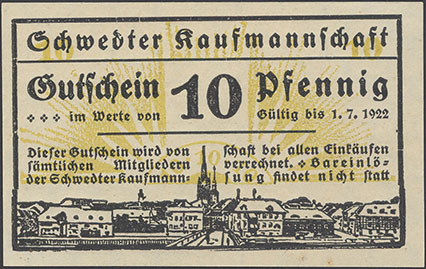 Schwedter Kaufmannschaft
Gutschein 10 Pfennig
im Werte von Gültig bis 1. 7. 1922
Dieser Gutschein wird von schaft bei allen Einkäufen
sämtlichen Mitgliedern verrechnet. Bareinlö-
der Schwedter Kaufmann- sung findet nicht statt